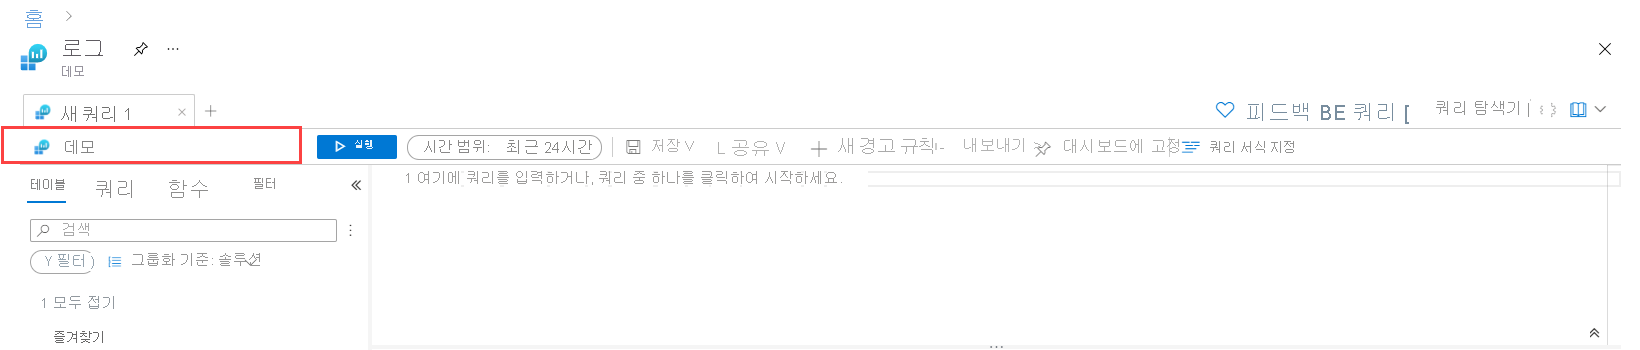 홈
로그
데모
새 쿼리 1
피드백 BE 쿼리 [ 쿼리 탐색기
데모
실행 시간 범위: 최근 24시간 저장 공유 새 경고 규칙 내보내기 대시보드에 고정 쿼리 서식 지정
테이블 쿼리 함수 필터
1 여기에 쿼리를 입력하거나, 쿼리 중 하나를 클릭하여 시작하세요.
검색
Y 필터) 그룹화 기준: 솔루션
1 모두 접기
즐겨찾기